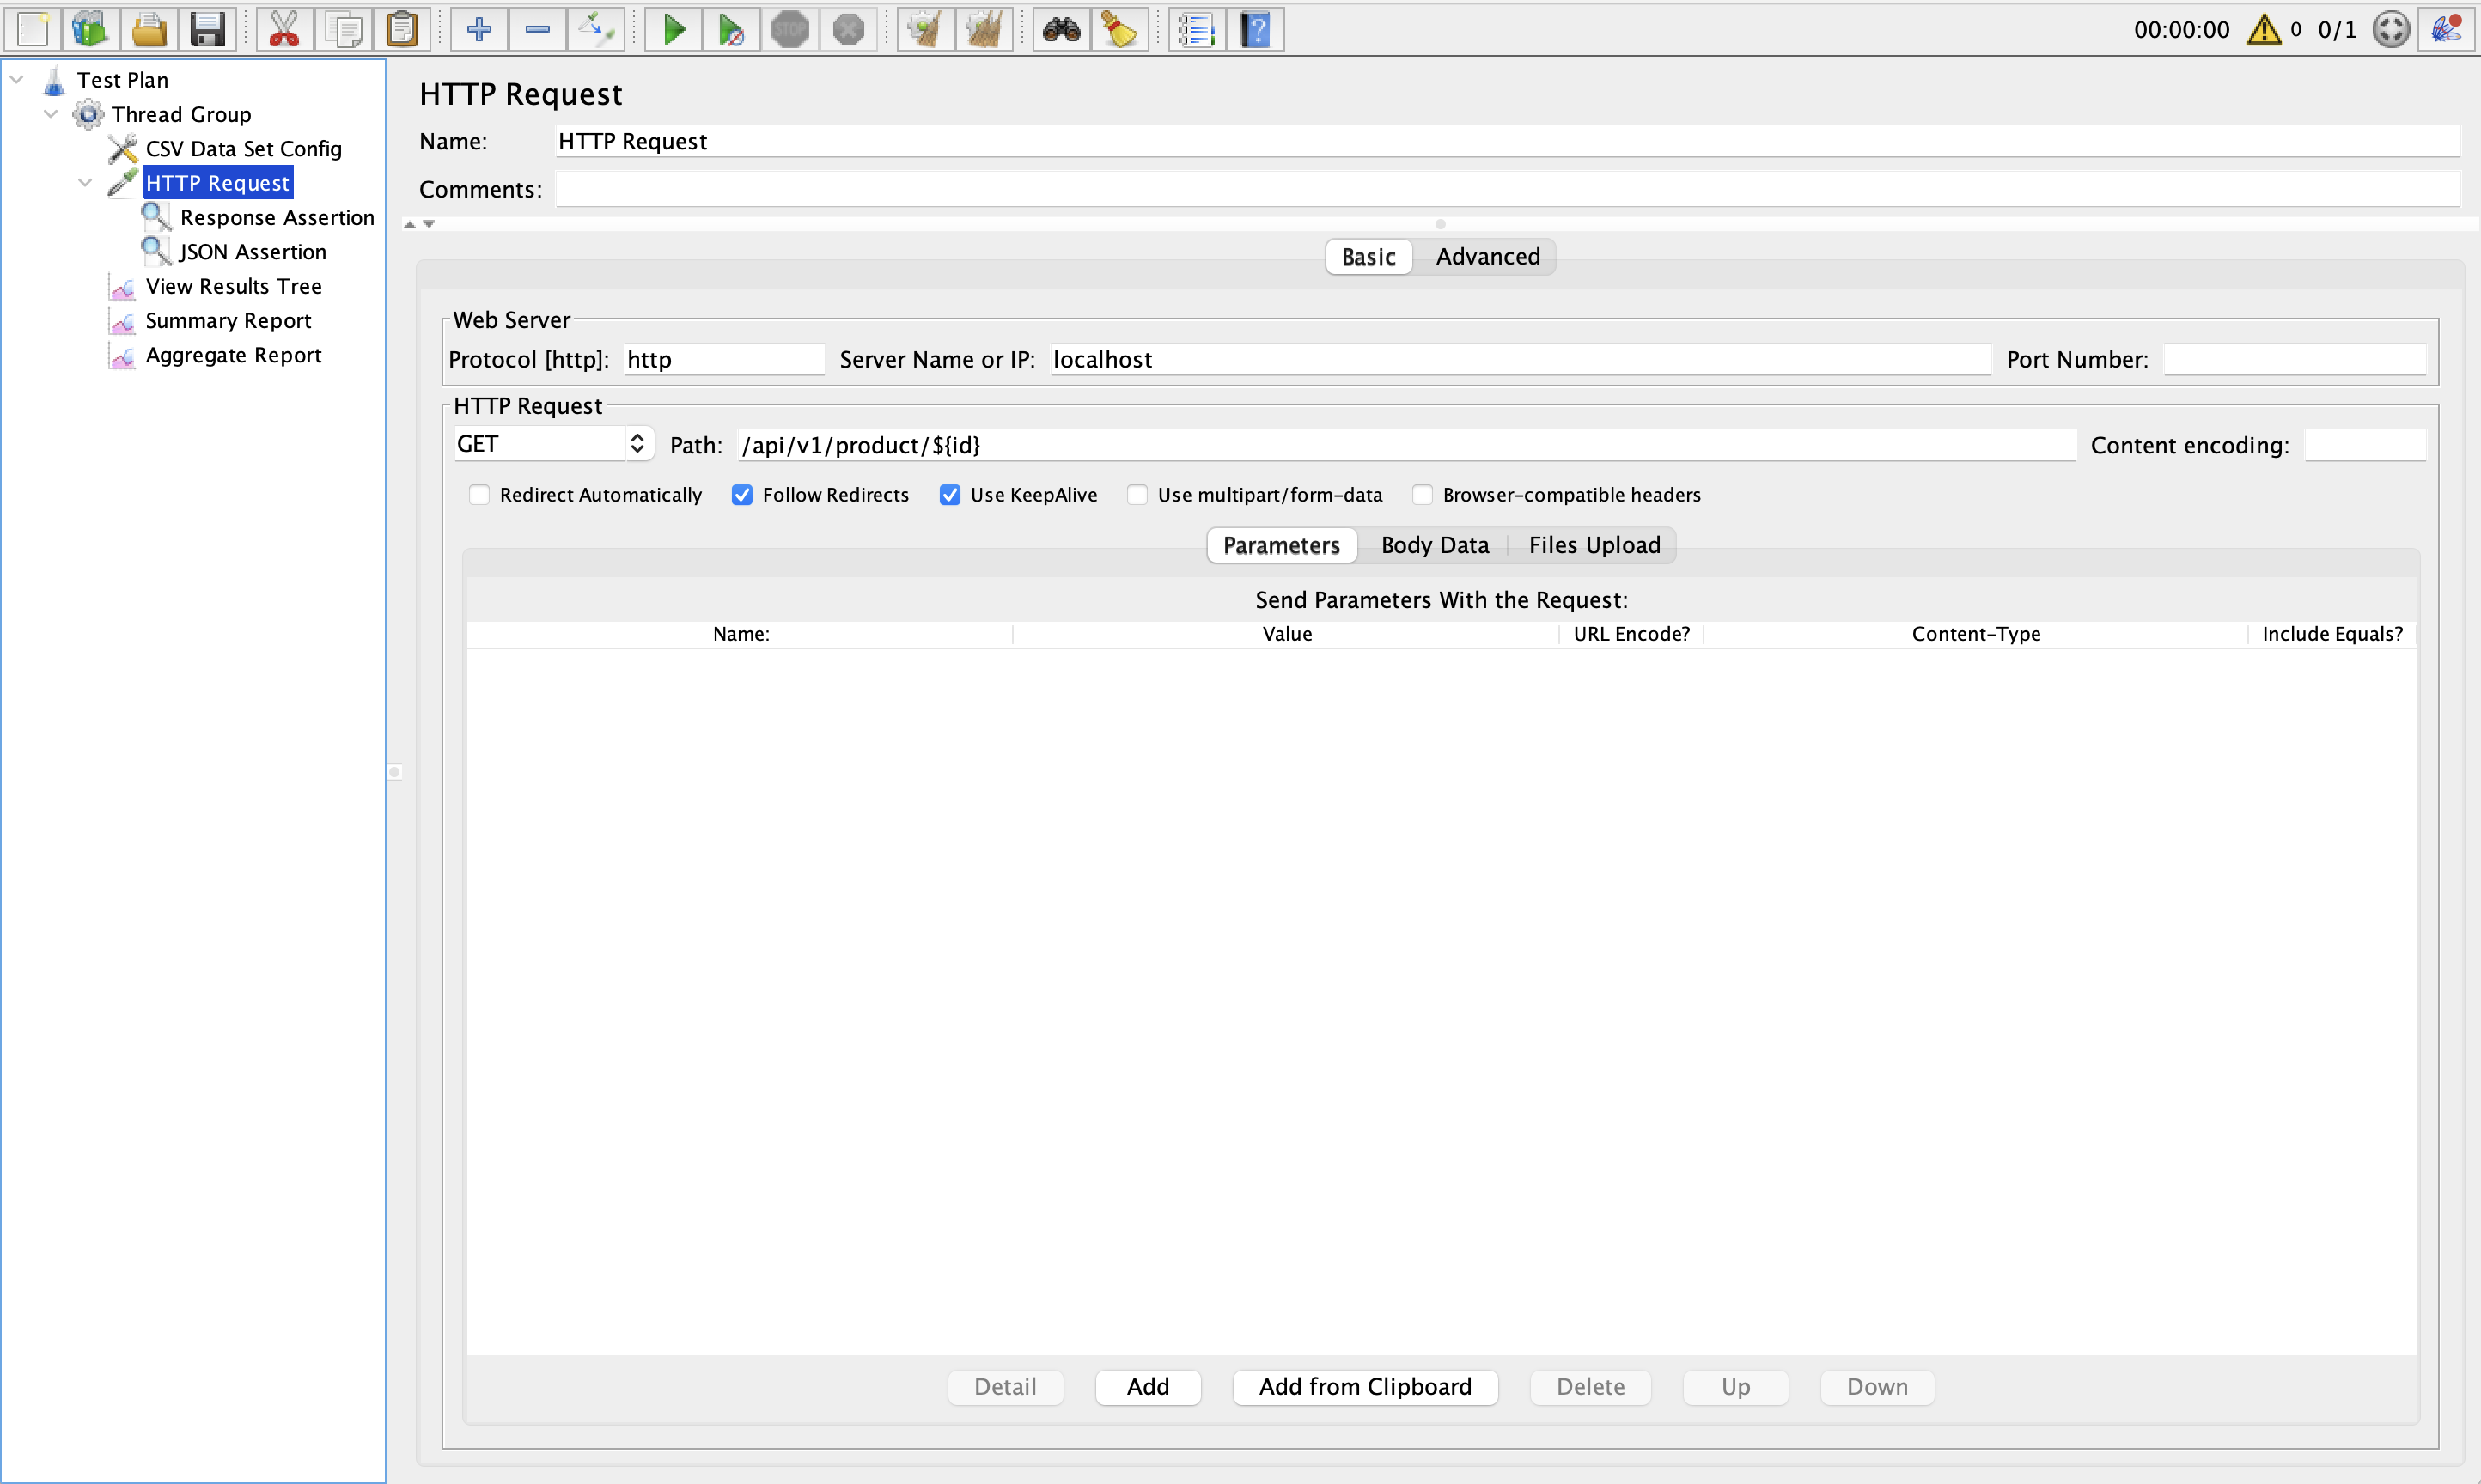 00:00:00 0 0/1
Test Plan
Thread Group
CSV Data Set Config
HTTP Request
Response Assertion
JSON Assertion
View Results Tree
Summary Report
Aggregate Report
HTTP Request
Name: HTTP Request
Comments:
Basic Advanced
Web Server
Protocol [http]: http Server Name or IP: localhost Port Number:
HTTP Request
GET Path: /api/v1/product/${id} Content encoding:
Redirect Automatically Follow Redirects Use KeepAlive Use multipart/form-data Browser-compatible headers
Parameters Body Data Files Upload
Send Parameters With the Request:
Name: Value URL Encode? Content-Type Include Equals?
Detail Add Add from Clipboard Delete Up Down